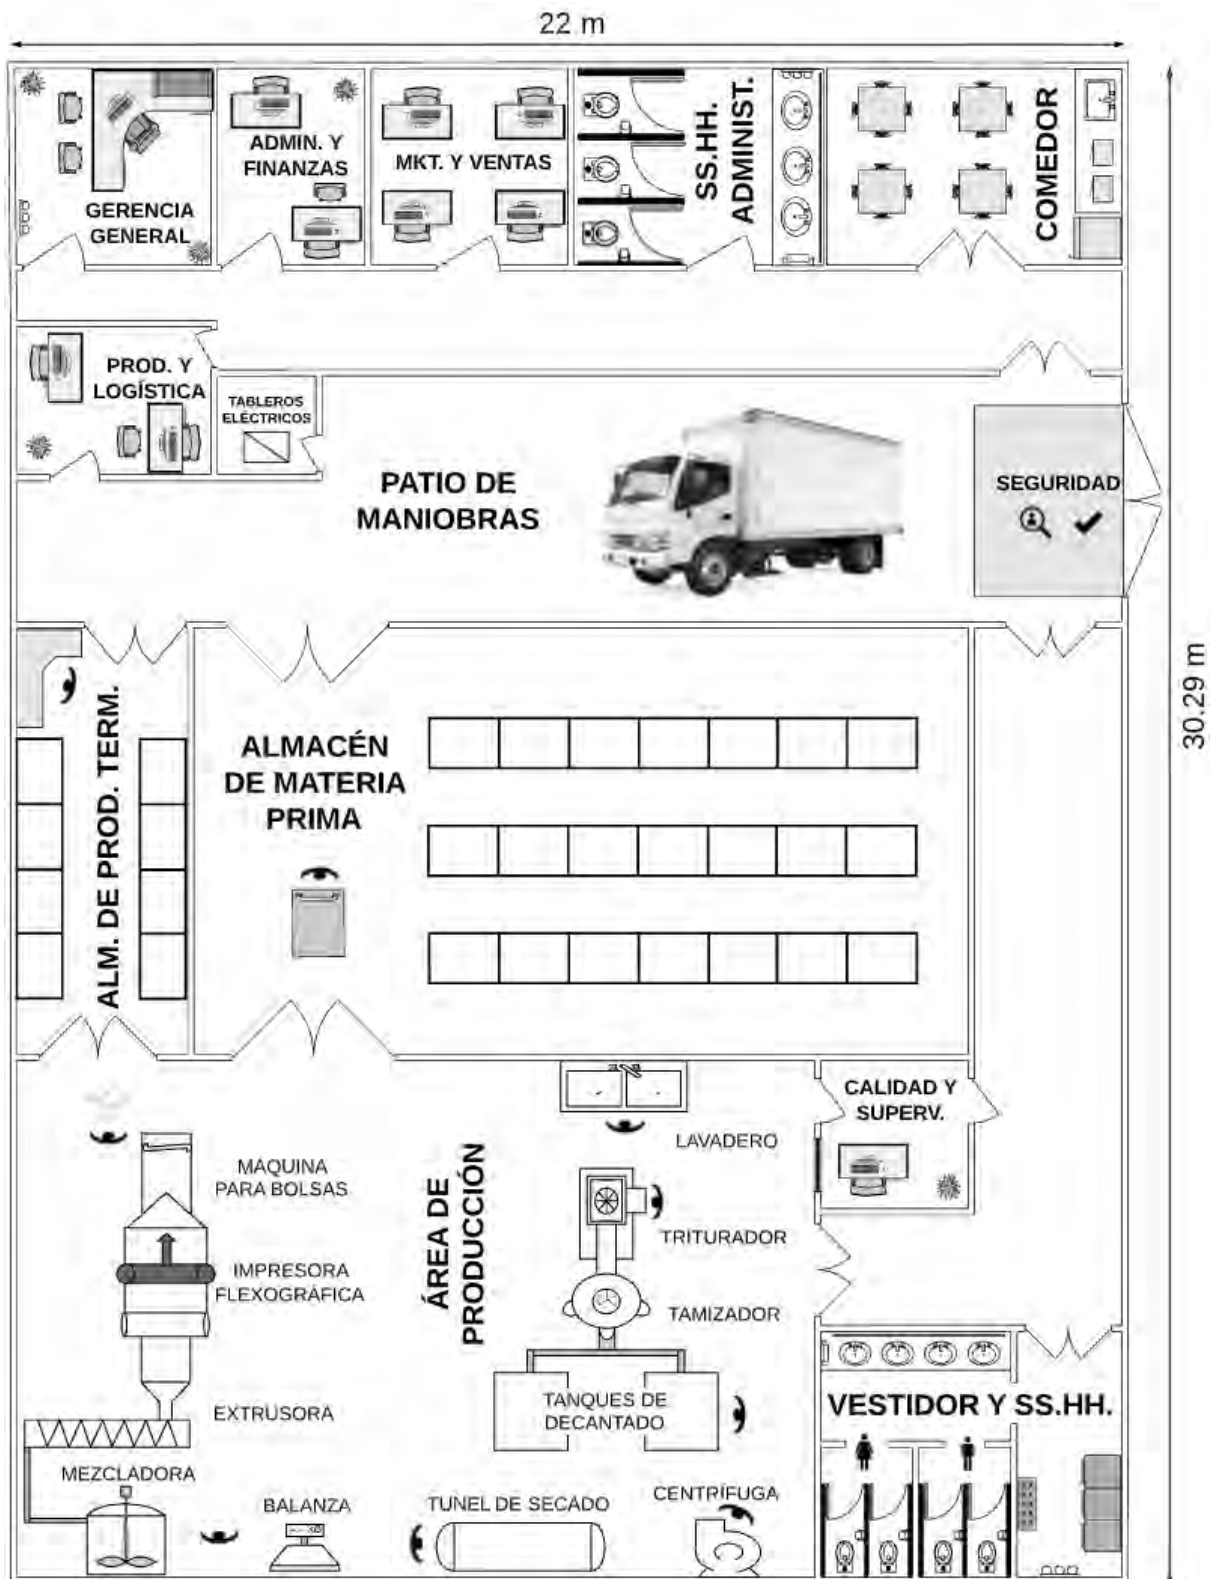 22 m
GERENCIA
GENERAL
ADMIN. Y
FINANZAS
MKT. Y VENTAS
SS.HH.
ADMINIST.
COMEDOR
PROD. Y
LOGÍSTICA
TABLEROS
ELÉCTRICOS
PATIO DE
MANIOBRAS
SEGURIDAD
30.29 m
ALM. DE PROD. TERM.
ALMACÉN
DE MATERIA
PRIMA
CALIDAD Y
SUPERV.
LAVADERO
MAQUINA
PARA BOLSAS
ÁREA DE
PRODUCCIÓN
TRITURADOR
IMPRESORA
FLEXOGRÁFICA
TAMIZADOR
EXTRUSORA
TANQUES DE
DECANTADO
VESTIDOR Y SS.HH.
MEZCLADORA
BALANZA
TUNEL DE SECADO
CENTRÍFUGA